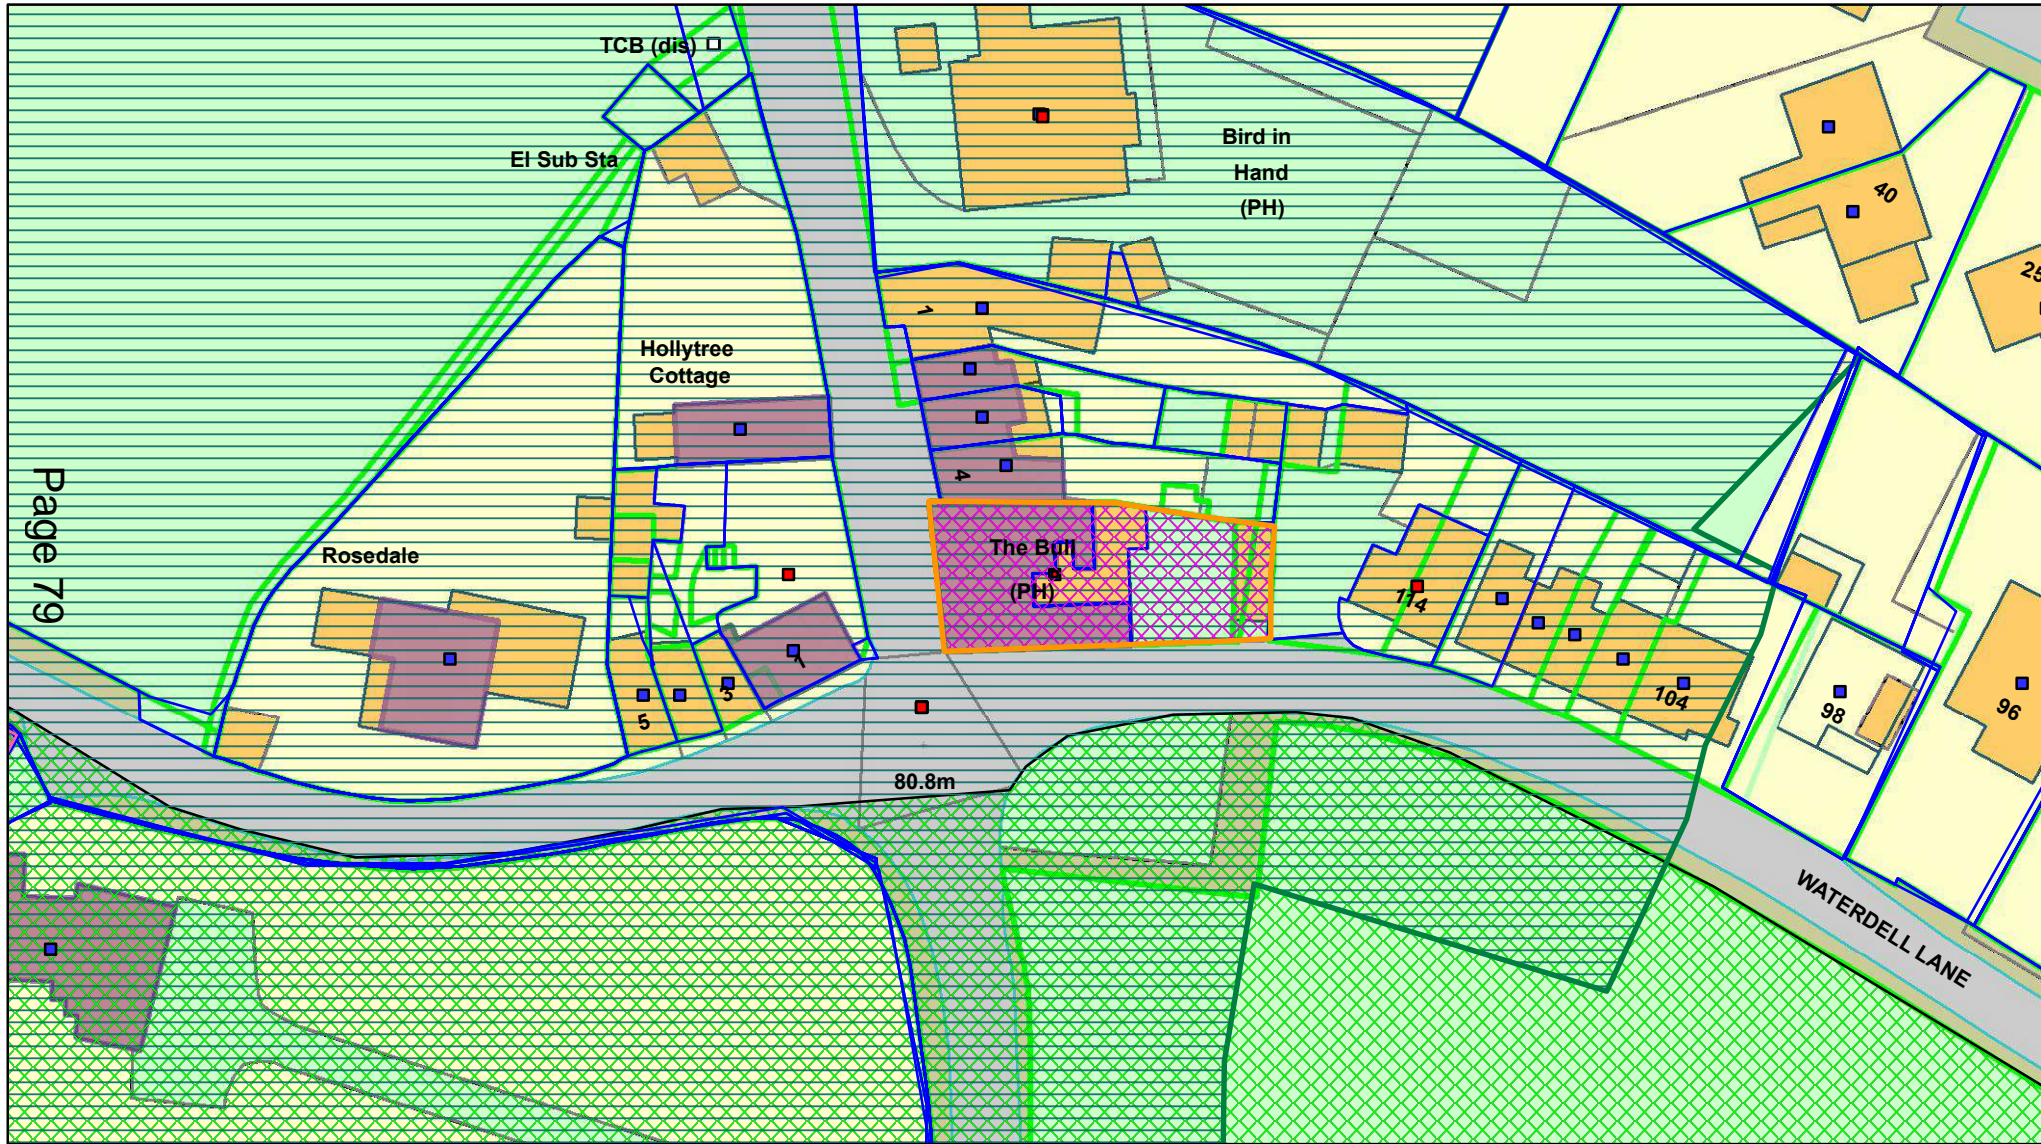 TCB (dis)
El Sub Sta
Bird in
Hand
(PH)
40
25
1
Hollytree
Cottage
4
Page 79
Rosedale
The Bull
(PH)
114
1
3
5
104
98
96
80.8m
WATERDELL LANE